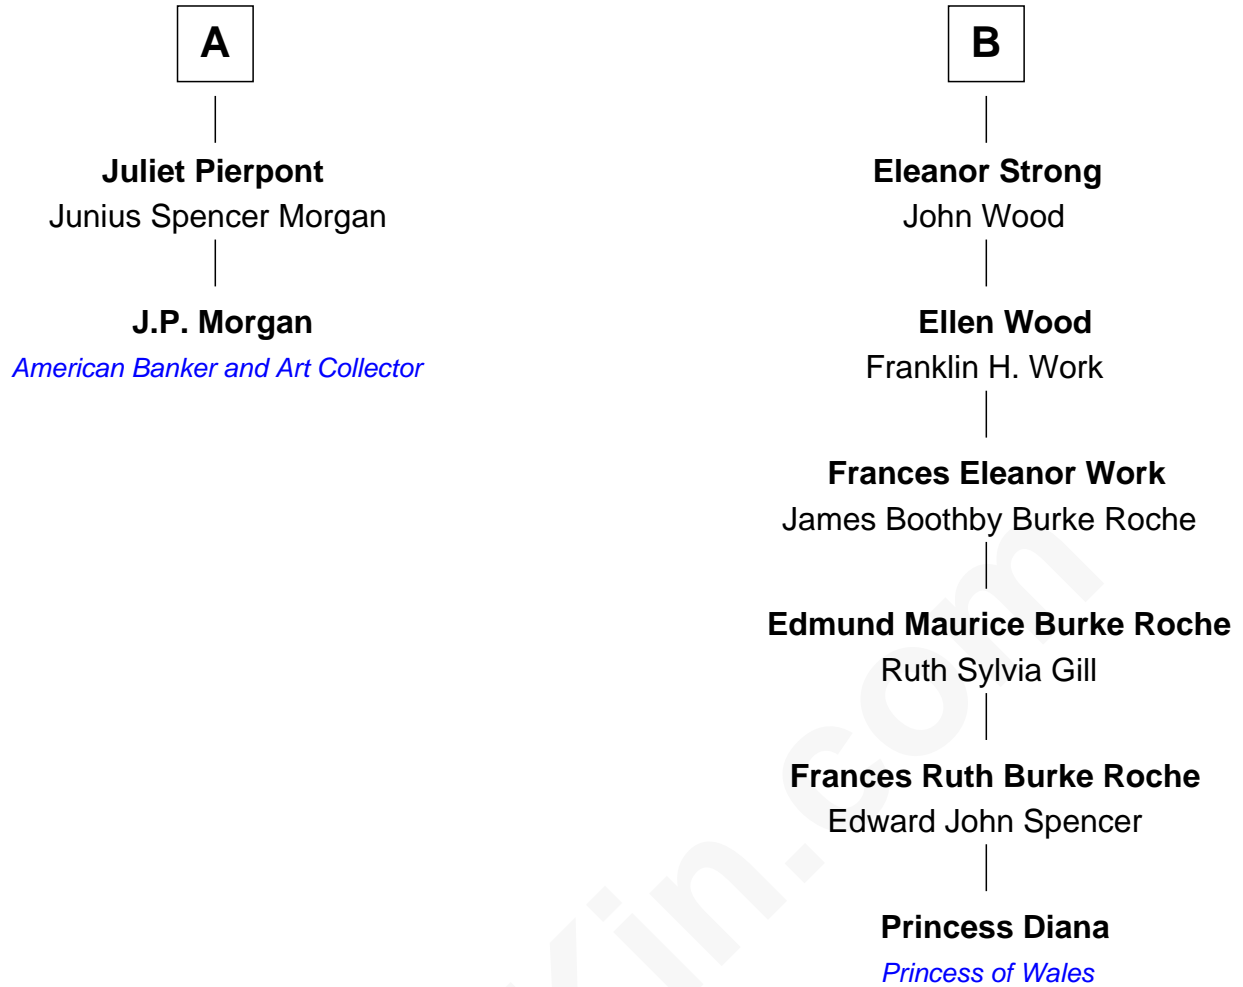 A
Juliet Pierpont
Junius Spencer Morgan
J.P. Morgan
American Banker and Art Collector
B
Eleanor Strong
John Wood
Ellen Wood
Franklin H. Work
Frances Eleanor Work
James Boothby Burke Roche
Edmund Maurice Burke Roche
Ruth Sylvia Gill
Frances Ruth Burke Roche
Edward John Spencer
Princess Diana
Princess of Wales
Kin.com